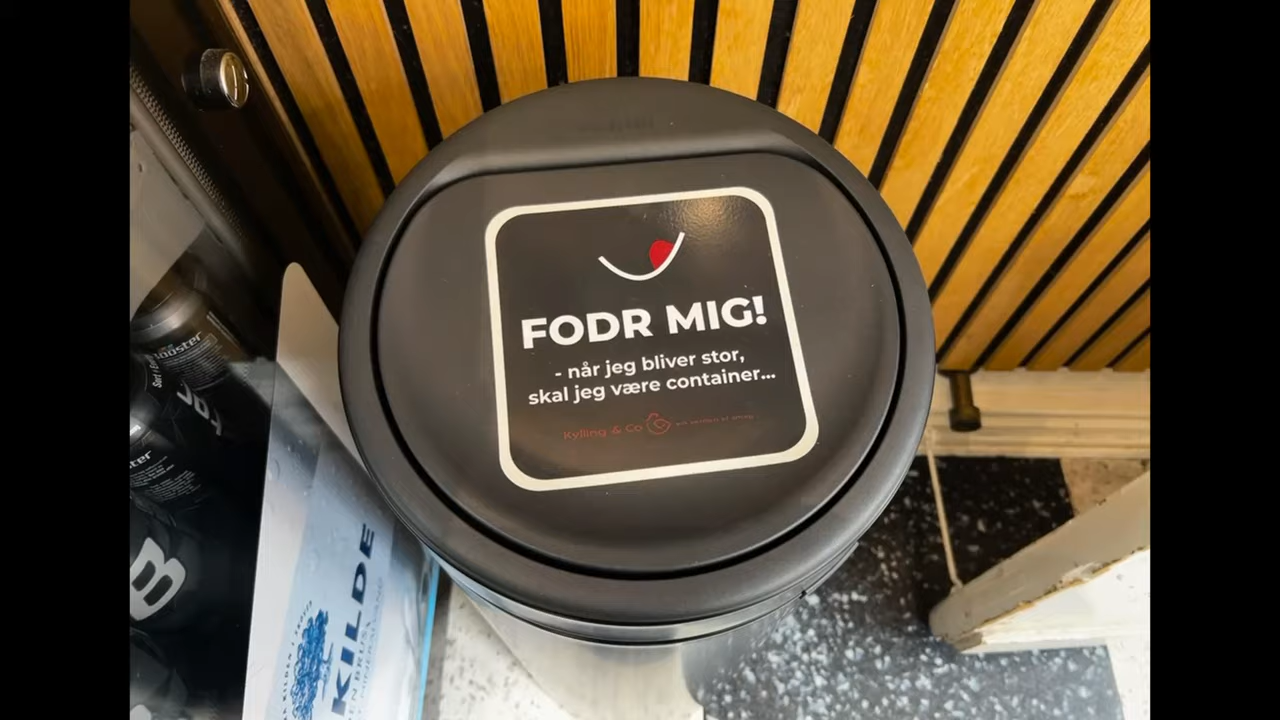 FODR MIG!
- når jeg bliver stor,
skal jeg være container...
Kylling & Co
KILDE